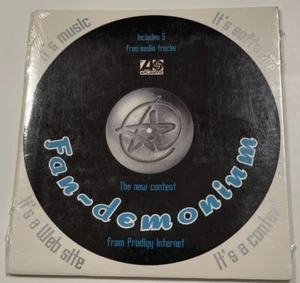 It's music
It's software
Includes 5
free audio tracks
ATLANTIC
Fan-demonium
The new contest
from Prodigy Internet
It's a Web site
It's a contest